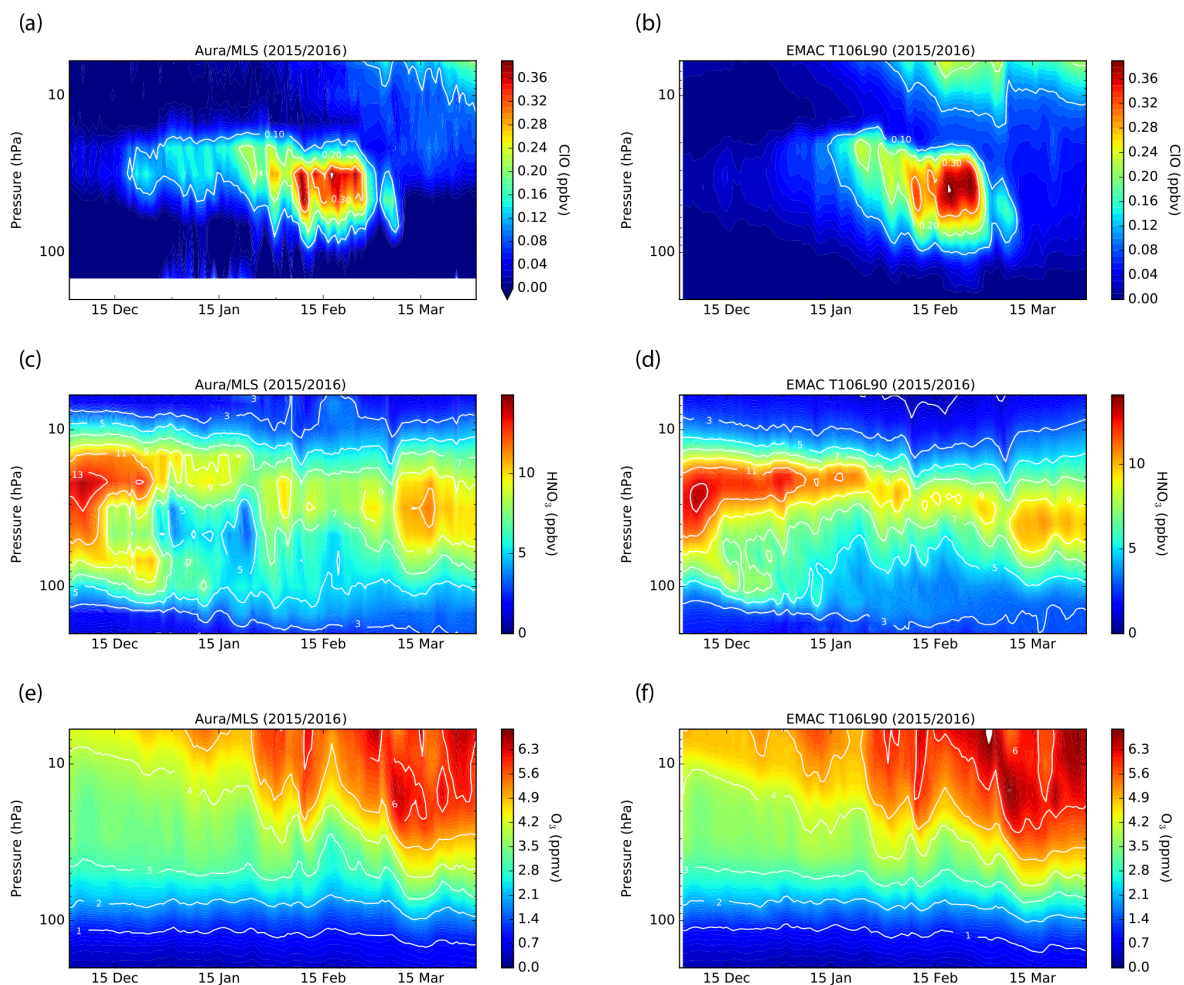 (a)
(b)
Aura/MLS (2015/2016)
EMAC T106L90 (2015/2016)
10
100
Pressure (hPa)
0.10
0.20
0.30
15 Dec
15 Jan
15 Feb
15 Mar
0.36
0.32
0.28
0.24
0.20
0.16
0.12
0.08
0.04
0.00
ClO (ppbv)
10
100
Pressure (hPa)
0.10
0.30
0.20
15 Dec
15 Jan
15 Feb
15 Mar
0.36
0.32
0.28
0.24
0.20
0.16
0.12
0.08
0.04
0.00
ClO (ppbv)
(c)
(d)
Aura/MLS (2015/2016)
EMAC T106L90 (2015/2016)
10
100
Pressure (hPa)
3
3
5
11
9
7
13
5
9
7
9
5
5
3
15 Dec
15 Jan
15 Feb
15 Mar
10
5
0
HNO₃ (ppbv)
10
100
Pressure (hPa)
3
5
7
11
9
9
9
7
5
5
3
3
15 Dec
15 Jan
15 Feb
15 Mar
10
5
0
HNO₃ (ppbv)
(e)
(f)
Aura/MLS (2015/2016)
EMAC T106L90 (2015/2016)
10
100
Pressure (hPa)
4
6
3
2
1
15 Dec
15 Jan
15 Feb
15 Mar
6.3
5.6
4.9
4.2
3.5
2.8
2.1
1.4
0.7
0.0
O₃ (ppmv)
10
100
Pressure (hPa)
6
4
3
2
1
15 Dec
15 Jan
15 Feb
15 Mar
6.3
5.6
4.9
4.2
3.5
2.8
2.1
1.4
0.7
0.0
O₃ (ppmv)